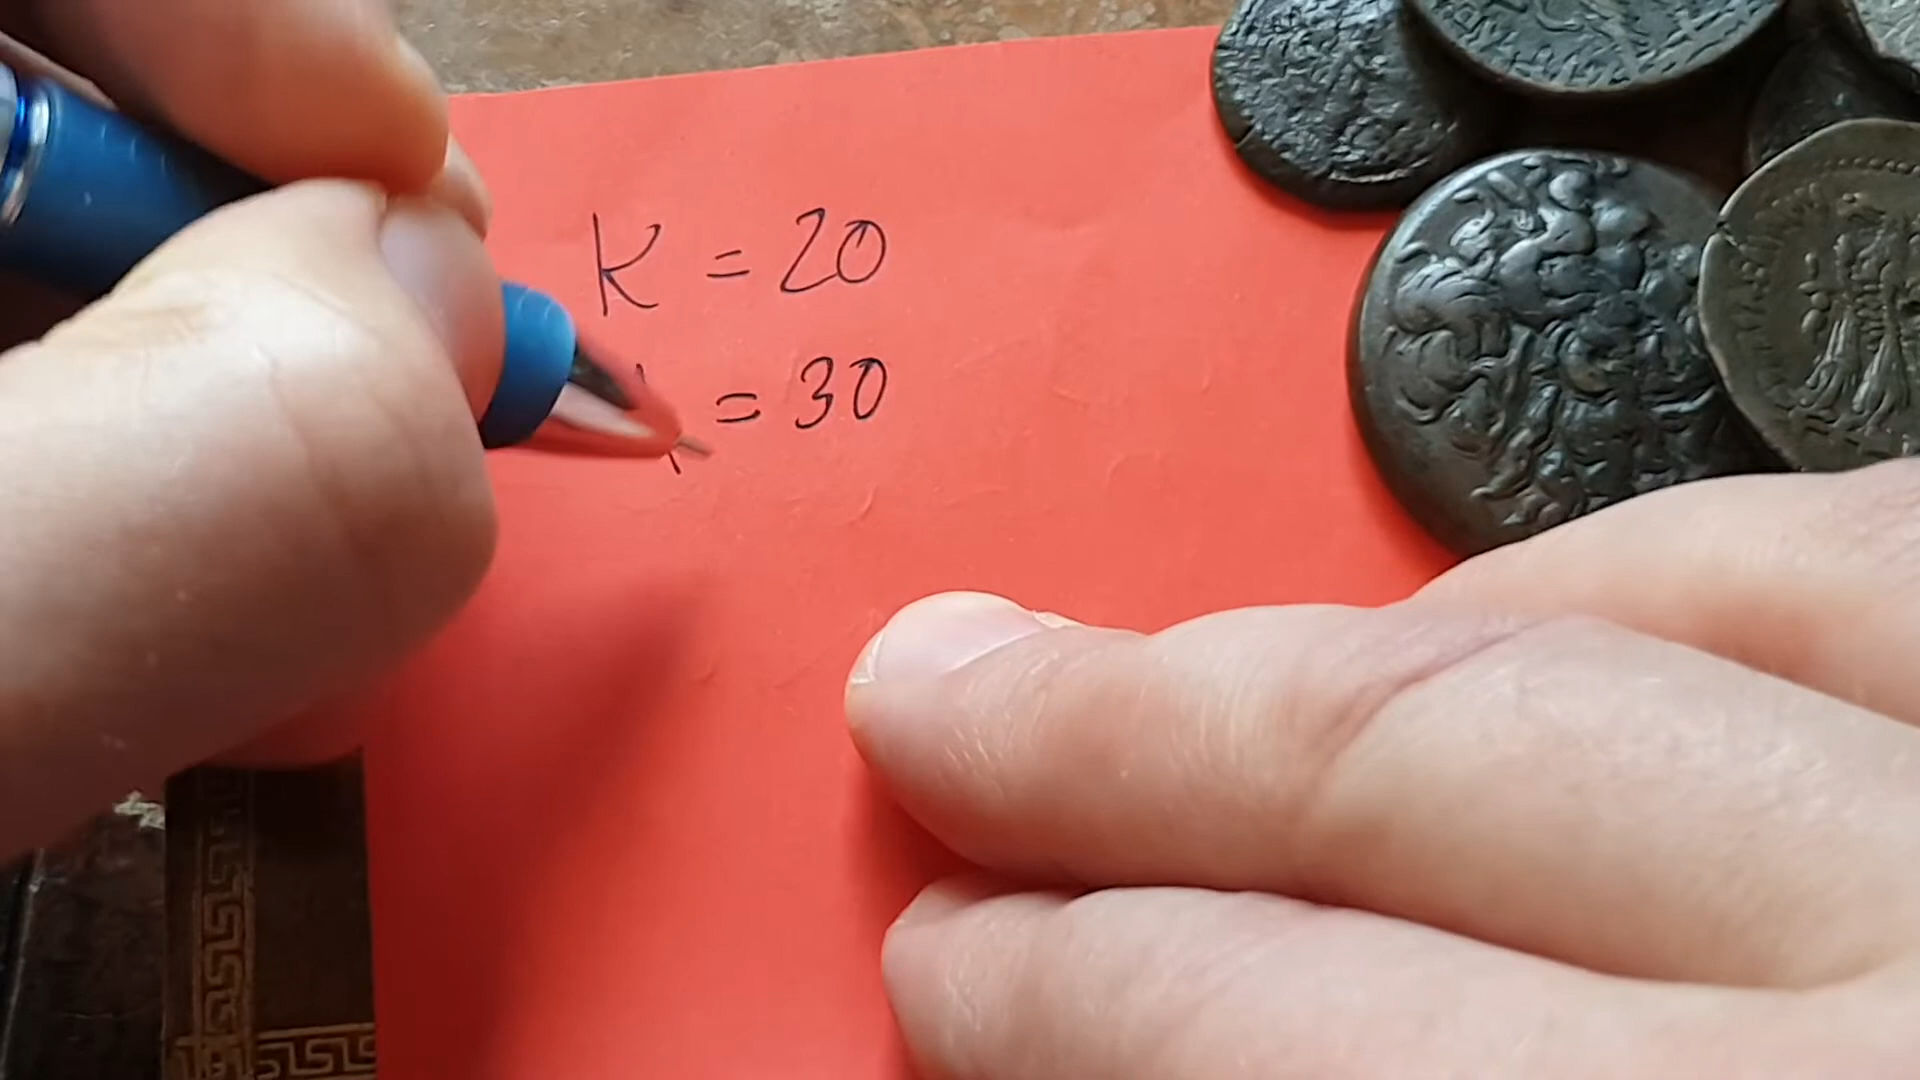 K = 20
= 30